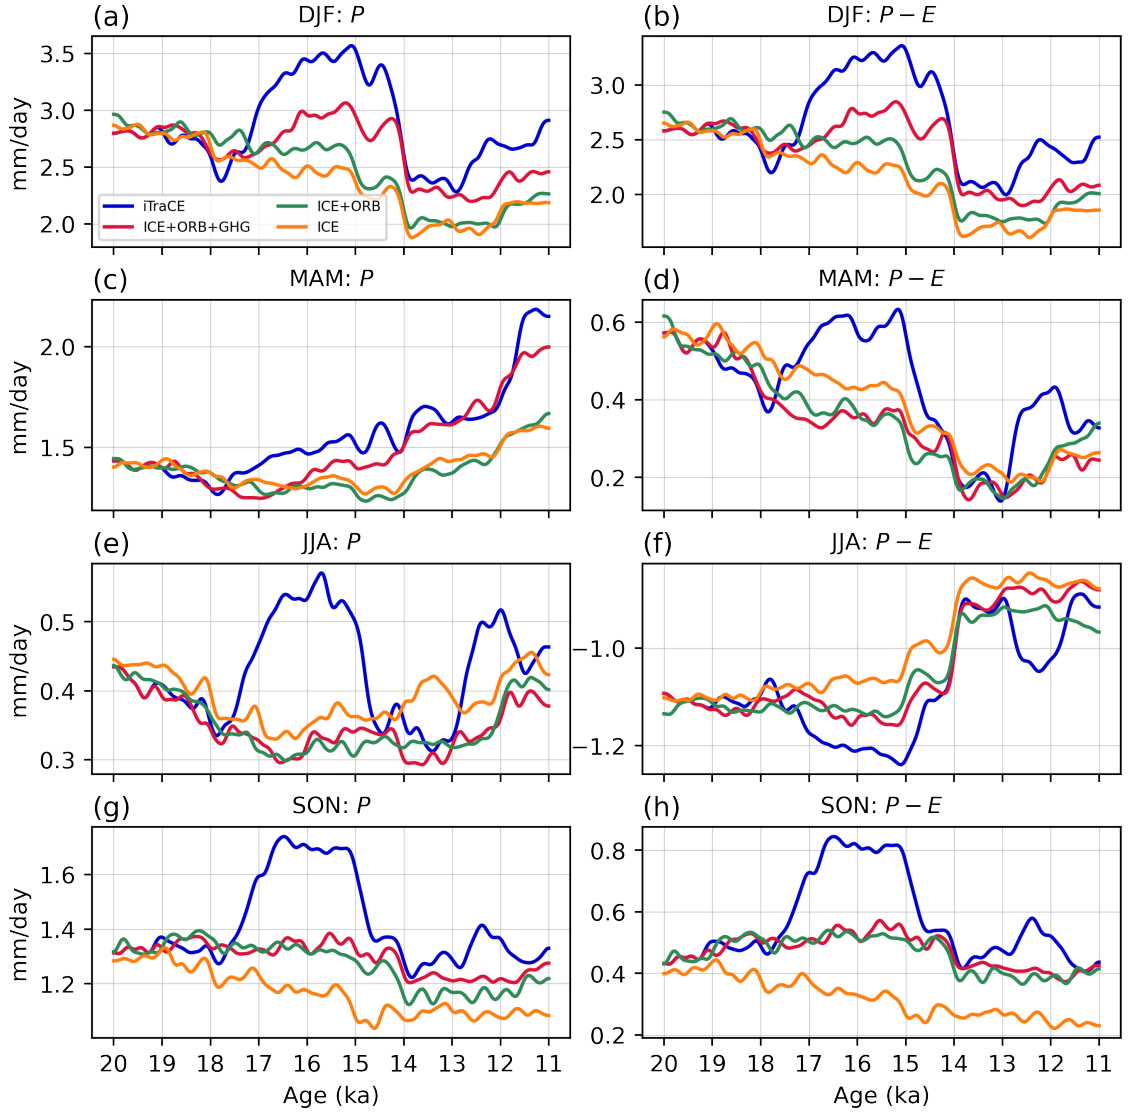 (a) DJF: P
(b) DJF: P − E
mm/day
3.5
3.0
2.5
2.0
3.0
2.5
2.0
iTraCE
ICE+ORB+GHG
ICE+ORB
ICE
(c) MAM: P
(d) MAM: P − E
mm/day
2.0
1.5
0.6
0.4
0.2
(e) JJA: P
(f) JJA: P − E
mm/day
0.5
0.4
0.3
−1.0
−1.2
(g) SON: P
(h) SON: P − E
mm/day
1.6
1.4
1.2
0.8
0.6
0.4
0.2
20 19 18 17 16 15 14 13 12 11
20 19 18 17 16 15 14 13 12 11
Age (ka)
Age (ka)